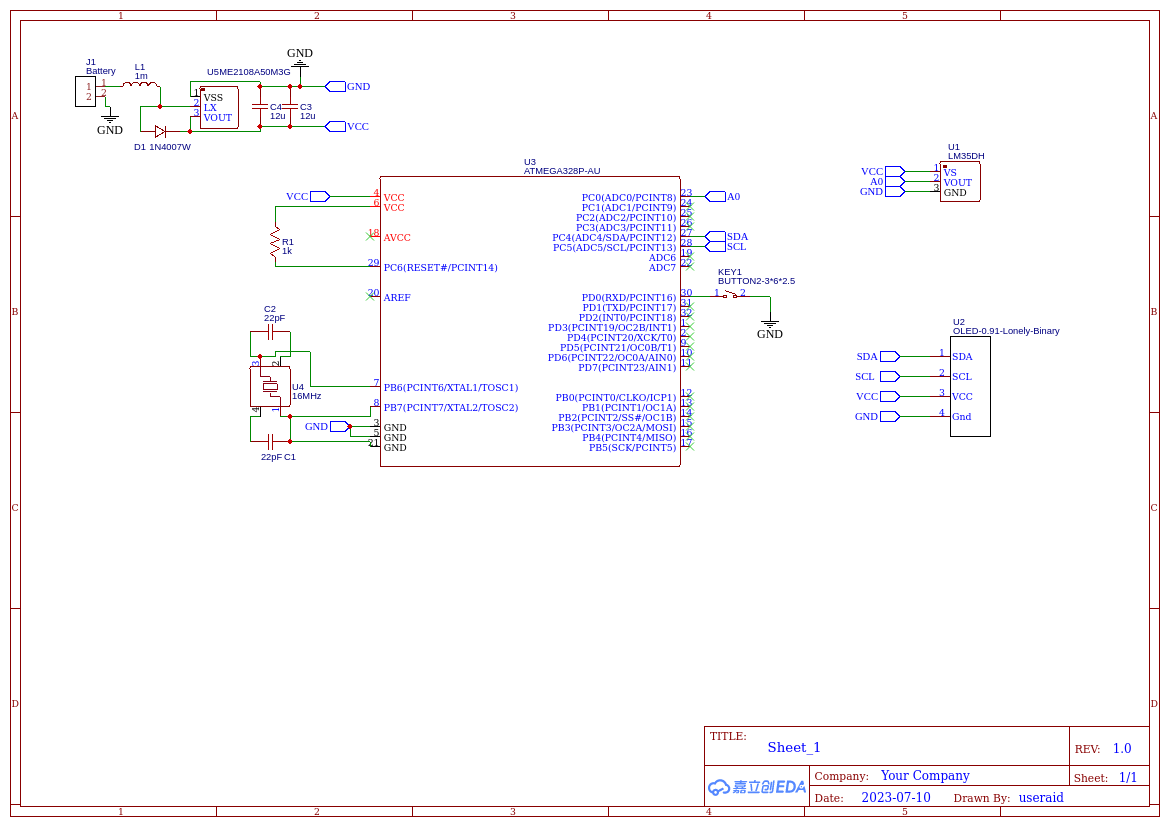 1 2 3 4 5
A
B
C
D
A
B
C
D
J1
Battery
1
2
1
2
GND
L1
1m
D1 1N4007W
U5ME2108A50M3G
1
2
3
VSS
LX
VOUT
GND
C4
12u
C3
12u
GND
VCC
U3
ATMEGA328P-AU
VCC
4
6
18
29
20
7
8
3
5
21
VCC
VCC
AVCC
PC6(RESET#/PCINT14)
AREF
PB6(PCINT6/XTAL1/TOSC1)
PB7(PCINT7/XTAL2/TOSC2)
GND
GND
GND
R1
1k
C2
22pF
3
2
4
1
U4
16MHz
GND
22pF C1
PC0(ADC0/PCINT8) 23
PC1(ADC1/PCINT9) 24
PC2(ADC2/PCINT10) 25
PC3(ADC3/PCINT11) 26
PC4(ADC4/SDA/PCINT12) 27
PC5(ADC5/SCL/PCINT13) 28
ADC6 19
ADC7 22
PD0(RXD/PCINT16) 30
PD1(TXD/PCINT17) 31
PD2(INT0/PCINT18) 32
PD3(PCINT19/OC2B/INT1) 1
PD4(PCINT20/XCK/T0) 2
PD5(PCINT21/OC0B/T1) 9
PD6(PCINT22/OC0A/AIN0) 10
PD7(PCINT23/AIN1) 11
PB0(PCINT0/CLKO/ICP1) 12
PB1(PCINT1/OC1A) 13
PB2(PCINT2/SS#/OC1B) 14
PB3(PCINT3/OC2A/MOSI) 15
PB4(PCINT4/MISO) 16
PB5(SCK/PCINT5) 17
A0
SDA
SCL
KEY1
BUTTON2-3*6*2.5
1 2
GND
U1
LM35DH
VCC 1 VS
A0 2 VOUT
GND 3 GND
U2
OLED-0.91-Lonely-Binary
SDA 1 SDA
SCL 2 SCL
VCC 3 VCC
GND 4 Gnd
TITLE:
Sheet_1
REV: 1.0
嘉立创EDA
Company: Your Company
Sheet: 1/1
Date: 2023-07-10 Drawn By: useraid
1 2 3 4 5